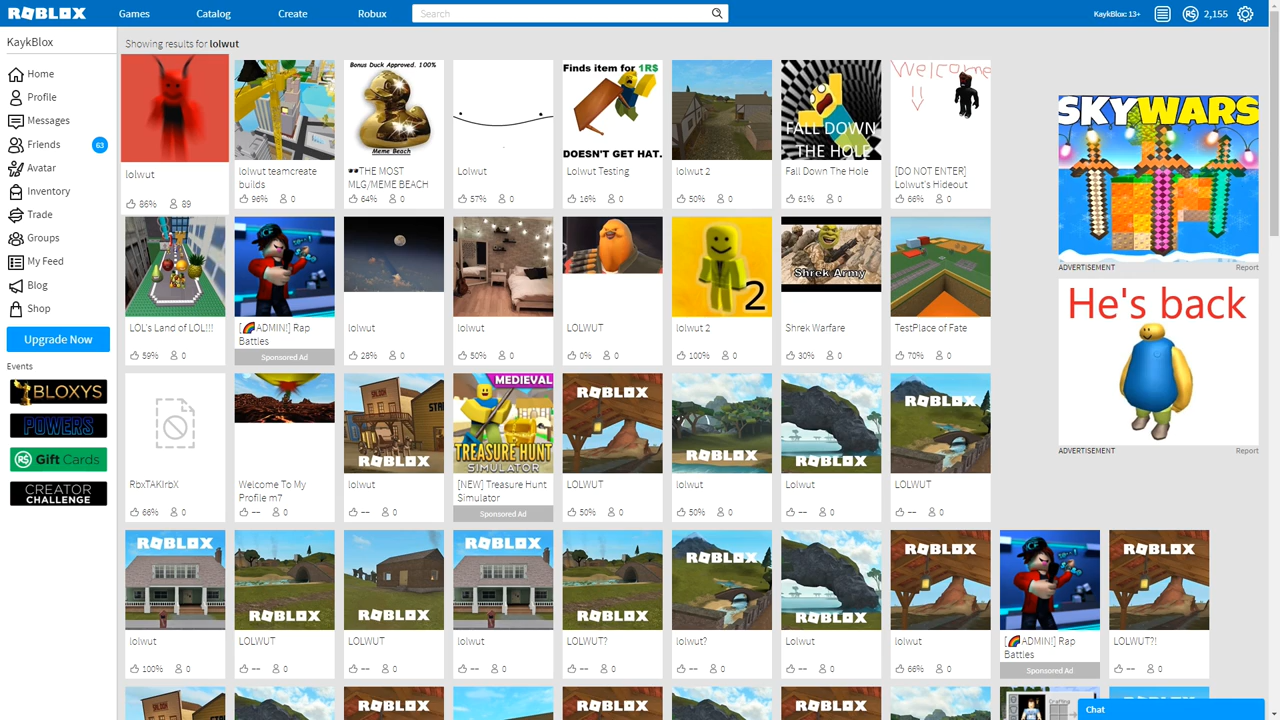 ROBLOX Games Catalog Create Robux Search KaykBlox: 13+ 2,155
KaykBlox
Home
Profile
Messages
Friends 63
Avatar
Inventory
Trade
Groups
My Feed
Blog
Shop
Upgrade Now
Events
BLOXYS
POWERS
Gift Cards
CREATOR
CHALLENGE
Showing results for lolwut
lolwut
86% 89
lolwut teamcreate
builds
96% 0
Bonus Duck Approved. 100%
Meme Beach
🕶️THE MOST
MLG/MEME BEACH
64% 0
Lolwut
57% 0
Finds item for 1R$
DOESN'T GET HAT.
Lolwut Testing
16% 0
lolwut 2
50% 0
FALL DOWN
THE HOLE
Fall Down The Hole
61% 0
Welcome
[DO NOT ENTER]
Lolwut's Hideout
66% 0
LOL's Land of LOL!!!
59% 0
[🌈ADMIN!] Rap
Battles
Sponsored Ad
lolwut
28% 0
lolwut
50% 0
LOLWUT
0% 0
2
lolwut 2
100% 0
Shrek Army
Shrek Warfare
30% 0
TestPlace of Fate
70% 0
RbxTAKIrbX
66% 0
Welcome To My
Profile m7
-- 0
ROBLOX
lolwut
-- 0
MEDIEVAL
TREASURE HUNT
SIMULATOR
[NEW] Treasure Hunt
Simulator
Sponsored Ad
ROBLOX
LOLWUT
50% 0
ROBLOX
lolwut
50% 0
ROBLOX
Lolwut
-- 0
ROBLOX
LOLWUT
-- 0
ROBLOX
lolwut
100% 0
ROBLOX
LOLWUT
-- 0
ROBLOX
LOLWUT
-- 0
ROBLOX
lolwut
-- 0
ROBLOX
LOLWUT?
-- 0
ROBLOX
lolwut?
-- 0
ROBLOX
Lolwut
-- 0
ROBLOX
lolwut
66% 0
[🌈ADMIN!] Rap
Battles
Sponsored Ad
ROBLOX
LOLWUT?!
-- 0
ROBLOX
ROBLOX
ROBLOX
ROBLOX
SKYWARS
ADVERTISEMENT Report
He's back
ADVERTISEMENT Report
Chat